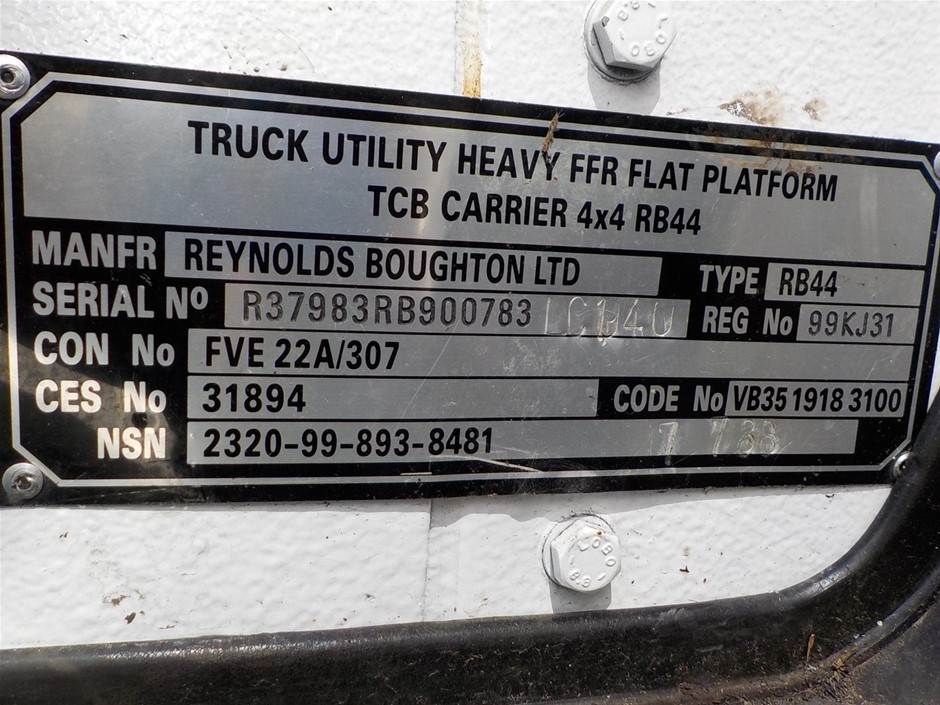 TRUCK UTILITY HEAVY FFR FLAT PLATFORM
TCB CARRIER 4x4 RB44
MANFR REYNOLDS BOUGHTON LTD TYPE RB44
SERIAL No R37983RB900783 REG No 99KJ31
CON No FVE 22A/307
CES No 31894 CODE No VB35 1918 3100
NSN 2320-99-893-8481